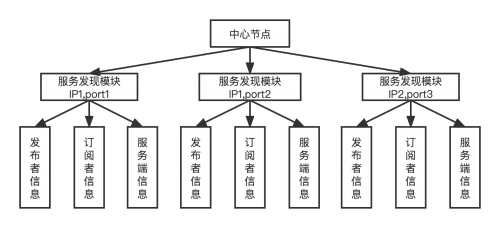 中心节点
服务发现模块
IP1,port1
服务发现模块
IP1,port2
服务发现模块
IP2,port3
发布者信息
订阅者信息
服务端信息
发布者信息
订阅者信息
服务端信息
发布者信息
订阅者信息
服务端信息